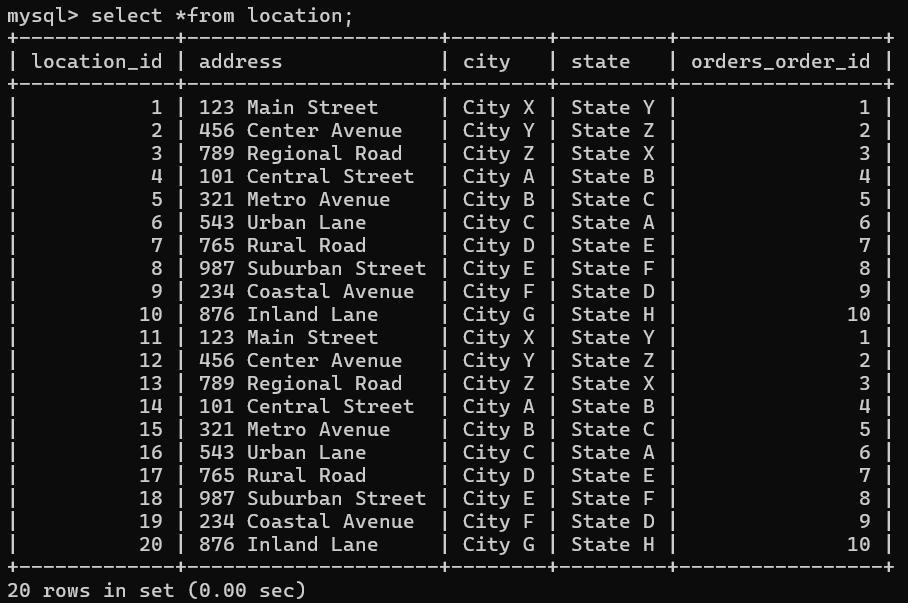 mysql> select *from location;
+-------------+---------------------+--------+---------+-----------------+
| location_id | address             | city   | state   | orders_order_id |
+-------------+---------------------+--------+---------+-----------------+
|           1 | 123 Main Street     | City X | State Y |               1 |
|           2 | 456 Center Avenue   | City Y | State Z |               2 |
|           3 | 789 Regional Road   | City Z | State X |               3 |
|           4 | 101 Central Street  | City A | State B |               4 |
|           5 | 321 Metro Avenue    | City B | State C |               5 |
|           6 | 543 Urban Lane      | City C | State A |               6 |
|           7 | 765 Rural Road      | City D | State E |               7 |
|           8 | 987 Suburban Street | City E | State F |               8 |
|           9 | 234 Coastal Avenue  | City F | State D |               9 |
|          10 | 876 Inland Lane     | City G | State H |              10 |
|          11 | 123 Main Street     | City X | State Y |               1 |
|          12 | 456 Center Avenue   | City Y | State Z |               2 |
|          13 | 789 Regional Road   | City Z | State X |               3 |
|          14 | 101 Central Street  | City A | State B |               4 |
|          15 | 321 Metro Avenue    | City B | State C |               5 |
|          16 | 543 Urban Lane      | City C | State A |               6 |
|          17 | 765 Rural Road      | City D | State E |               7 |
|          18 | 987 Suburban Street | City E | State F |               8 |
|          19 | 234 Coastal Avenue  | City F | State D |               9 |
|          20 | 876 Inland Lane     | City G | State H |              10 |
+-------------+---------------------+--------+---------+-----------------+
20 rows in set (0.00 sec)